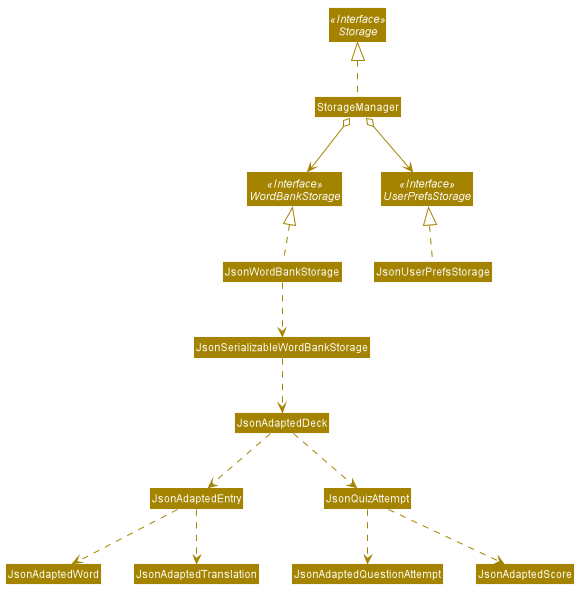 «Interface»
Storage
StorageManager
«Interface»
WordBankStorage
«Interface»
UserPrefsStorage
JsonWordBankStorage
JsonUserPrefsStorage
JsonSerializableWordBankStorage
JsonAdaptedDeck
JsonAdaptedEntry
JsonQuizAttempt
JsonAdaptedWord
JsonAdaptedTranslation
JsonAdaptedQuestionAttempt
JsonAdaptedScore